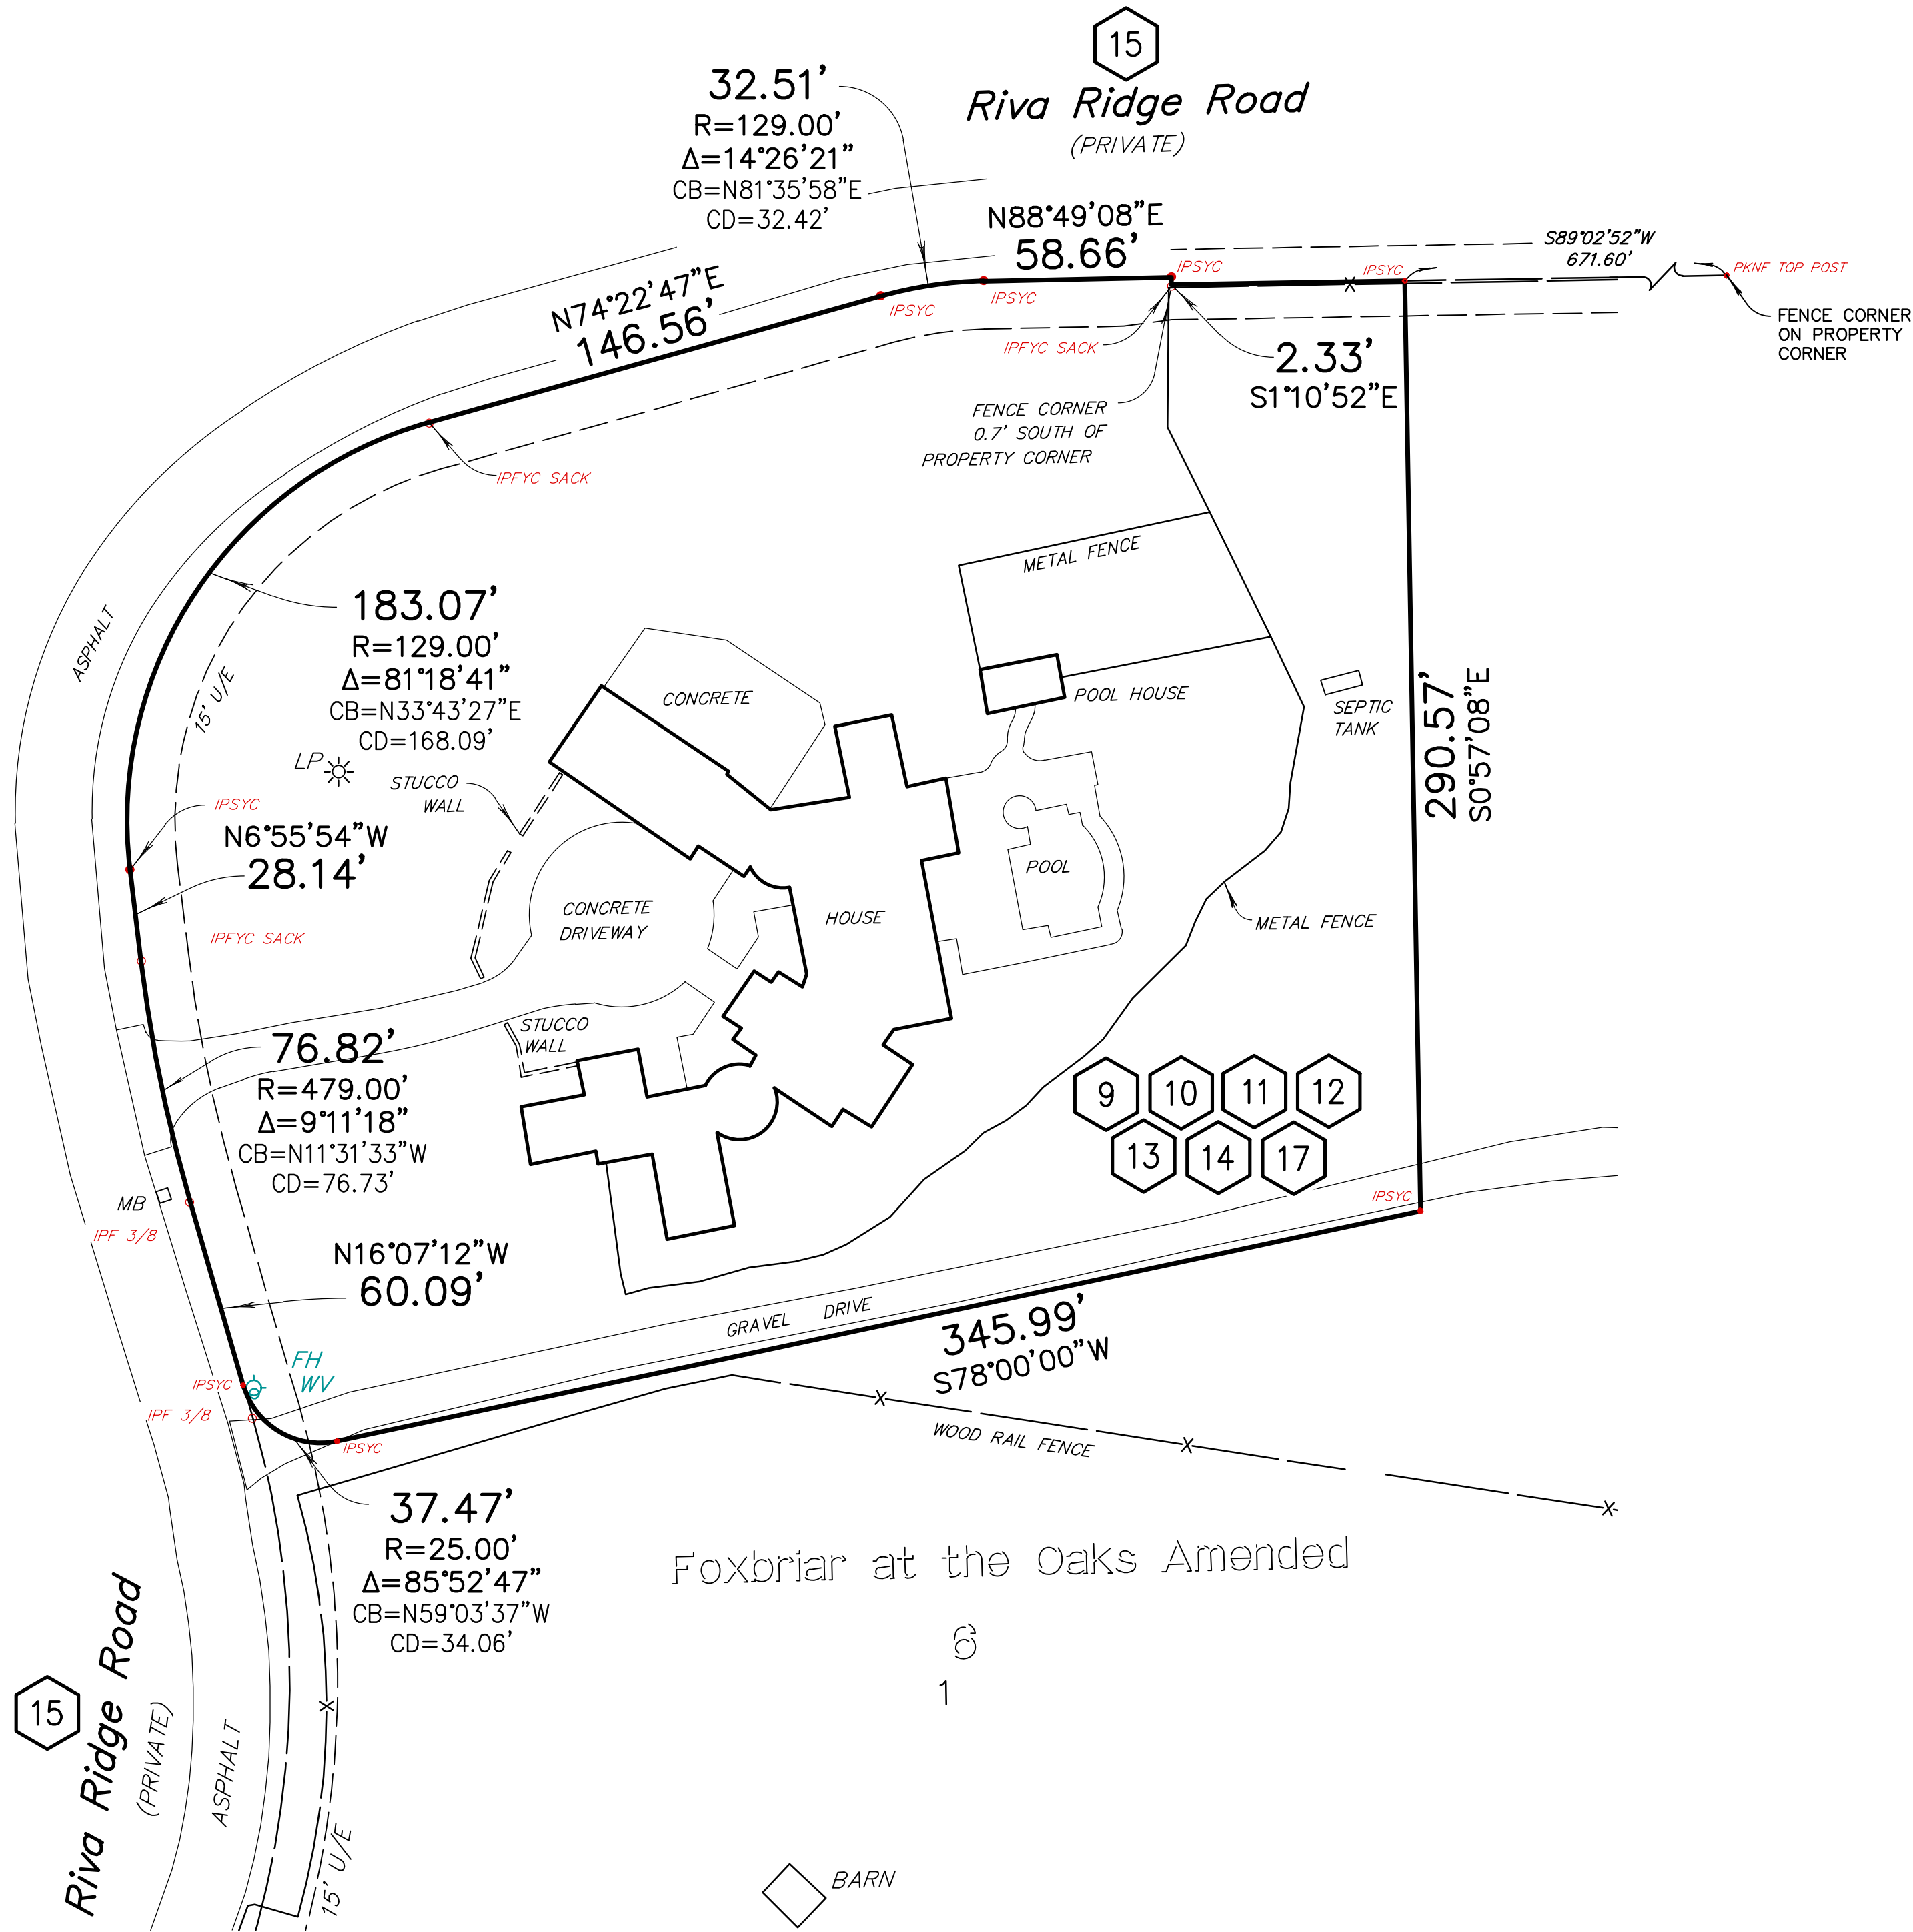 15
Riva Ridge Road
(PRIVATE)
32.51'
R=129.00'
Δ=14°26'21"
CB=N81°35'58"E
CD=32.42'
N88°49'08"E
58.66'
S89°02'52"W
671.60'
IPSYC
IPSYC
PKNF TOP POST
N74°22'47"E
146.56'
IPSYC
IPSYC
FENCE CORNER
ON PROPERTY
CORNER
IPFYC SACK
2.33'
S1°10'52"E
FENCE CORNER
0.7' SOUTH OF
PROPERTY CORNER
IPFYC SACK
METAL FENCE
ASPHALT
183.07'
R=129.00'
Δ=81°18'41"
CB=N33°43'27"E
CD=168.09'
15' U/E
CONCRETE
POOL HOUSE
SEPTIC
TANK
290.57'
S0°57'08"E
LP
STUCCO
WALL
IPSYC
N6°55'54"W
28.14'
POOL
CONCRETE
DRIVEWAY
HOUSE
METAL FENCE
IPFYC SACK
STUCCO
WALL
76.82'
R=479.00'
Δ=9°11'18"
CB=N11°31'33"W
CD=76.73'
9
10
11
12
13
14
17
MB
IPSYC
IPF 3/8
N16°07'12"W
60.09'
GRAVEL DRIVE
345.99'
S78°00'00"W
FH
WV
IPSYC
IPF 3/8
IPSYC
WOOD RAIL FENCE
37.47'
R=25.00'
Δ=85°52'47"
CB=N59°03'37"W
CD=34.06'
Foxbriar at the Oaks Amended
6
1
15
Riva Ridge Road
(PRIVATE)
ASPHALT
15' U/E
BARN
X
X
X
X
X